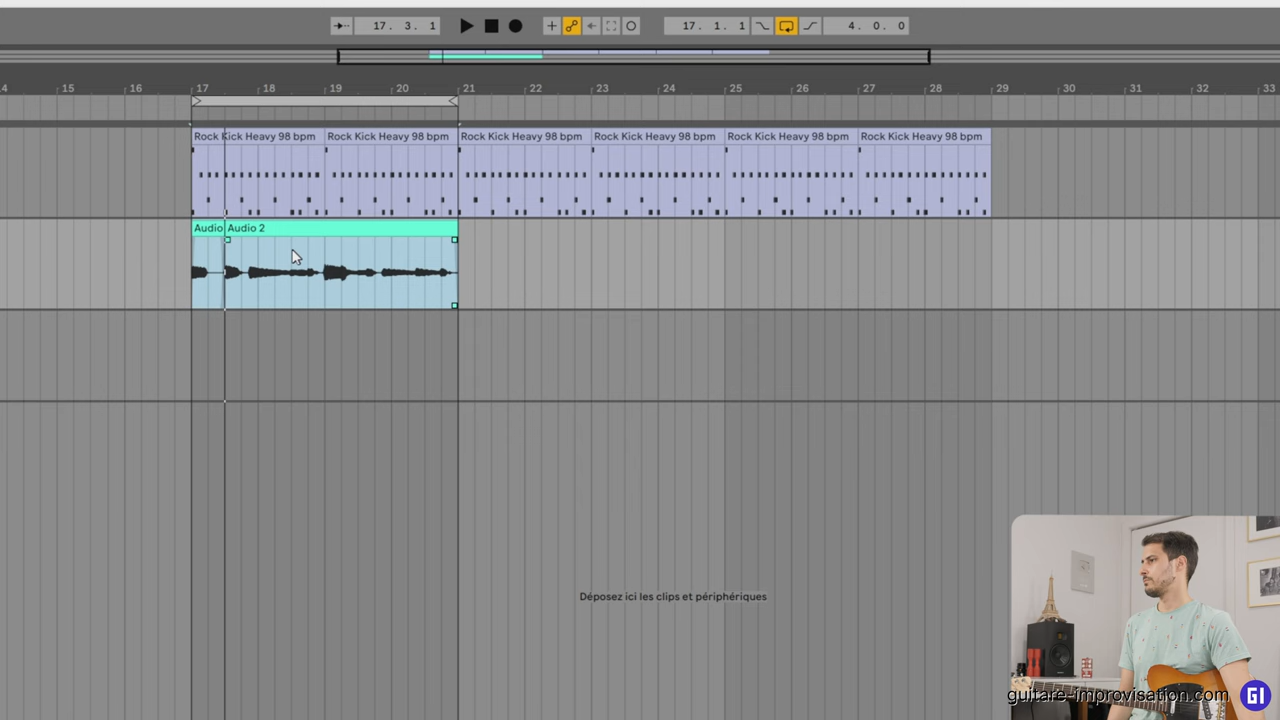 17. 3. 1
17. 1. 1
4. 0. 0
14 15 16 17 18 19 20 21 22 23 24 25 26 27 28 29 30 31 32 33
Rock Kick Heavy 98 bpm Rock Kick Heavy 98 bpm Rock Kick Heavy 98 bpm Rock Kick Heavy 98 bpm Rock Kick Heavy 98 bpm Rock Kick Heavy 98 bpm
Audio Audio 2
Déposez ici les clips et périphériques
guitare-improvisation.com GI